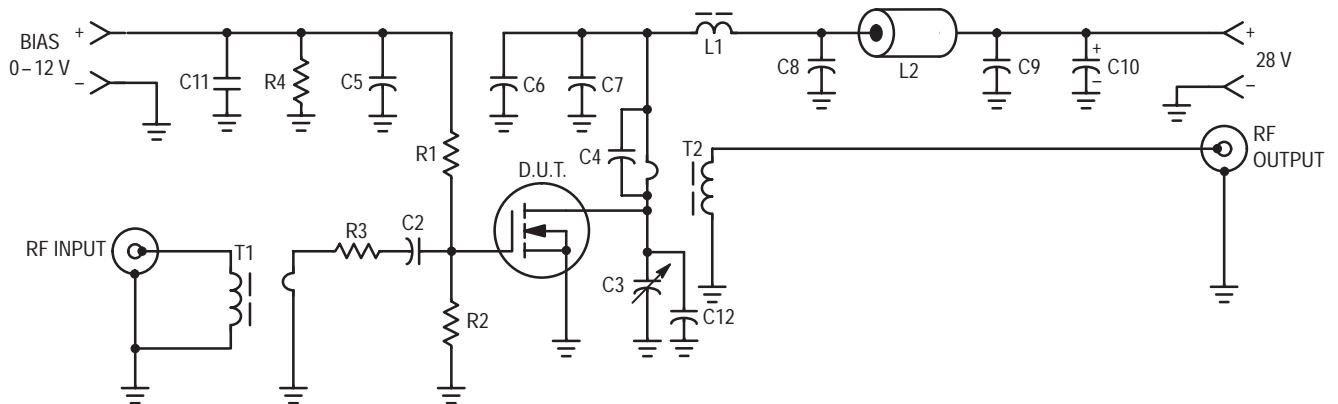 BIAS
0–12 V
+
–
C11
R4
C5
R1
C6
C7
L1
C8
L2
C9
+
C10
–
+
28 V
–
C4
T2
RF
OUTPUT
D.U.T.
RF INPUT
T1
R3
C2
R2
C3
C12